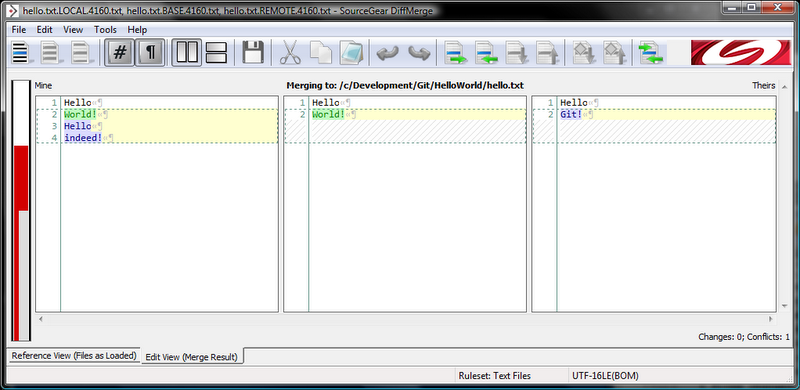 hello.txt.LOCAL.4160.txt, hello.txt.BASE.4160.txt, hello.txt.REMOTE.4160.txt - SourceGear DiffMerge
File Edit View Tools Help
# ¶
Mine
Merging to: /c/Development/Git/HelloWorld/hello.txt
Theirs
1 Hello¤¶
2 World!¤¶
3 Hello¤¶
4 indeed!¤¶
1 Hello¤¶
2 World!¤¶
1 Hello¤¶
2 Git!¤¶
Changes: 0; Conflicts: 1
Reference View (Files as Loaded)
Edit View (Merge Result)
Ruleset: Text Files
UTF-16LE(BOM)